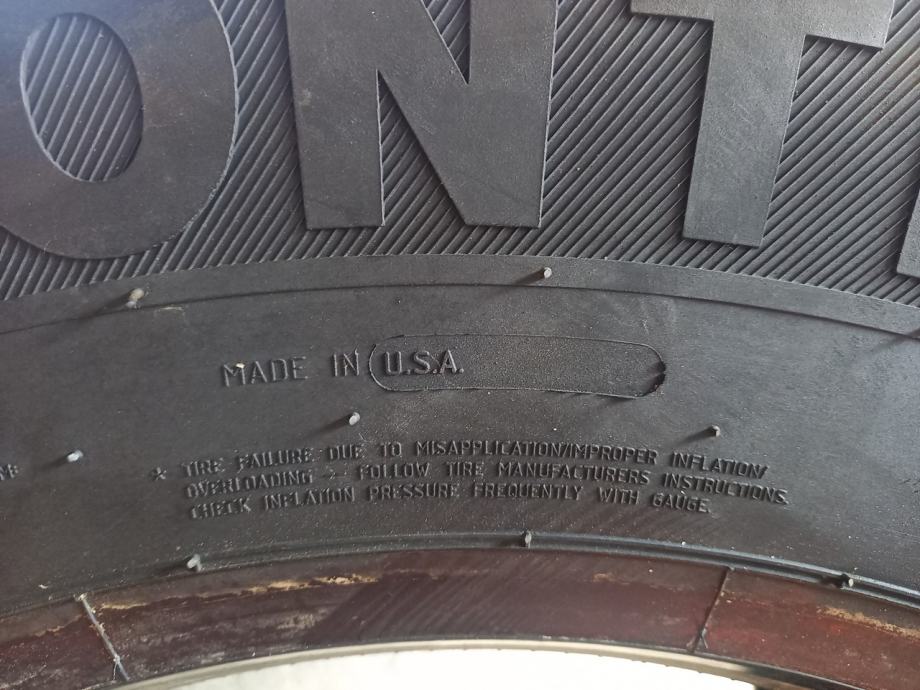 ONT
MADE IN U.S.A.
* TIRE FAILURE DUE TO MISAPPLICATION/IMPROPER INFLATION/
OVERLOADING - FOLLOW TIRE MANUFACTURERS INSTRUCTIONS.
CHECK INFLATION PRESSURE FREQUENTLY WITH GAUGE.